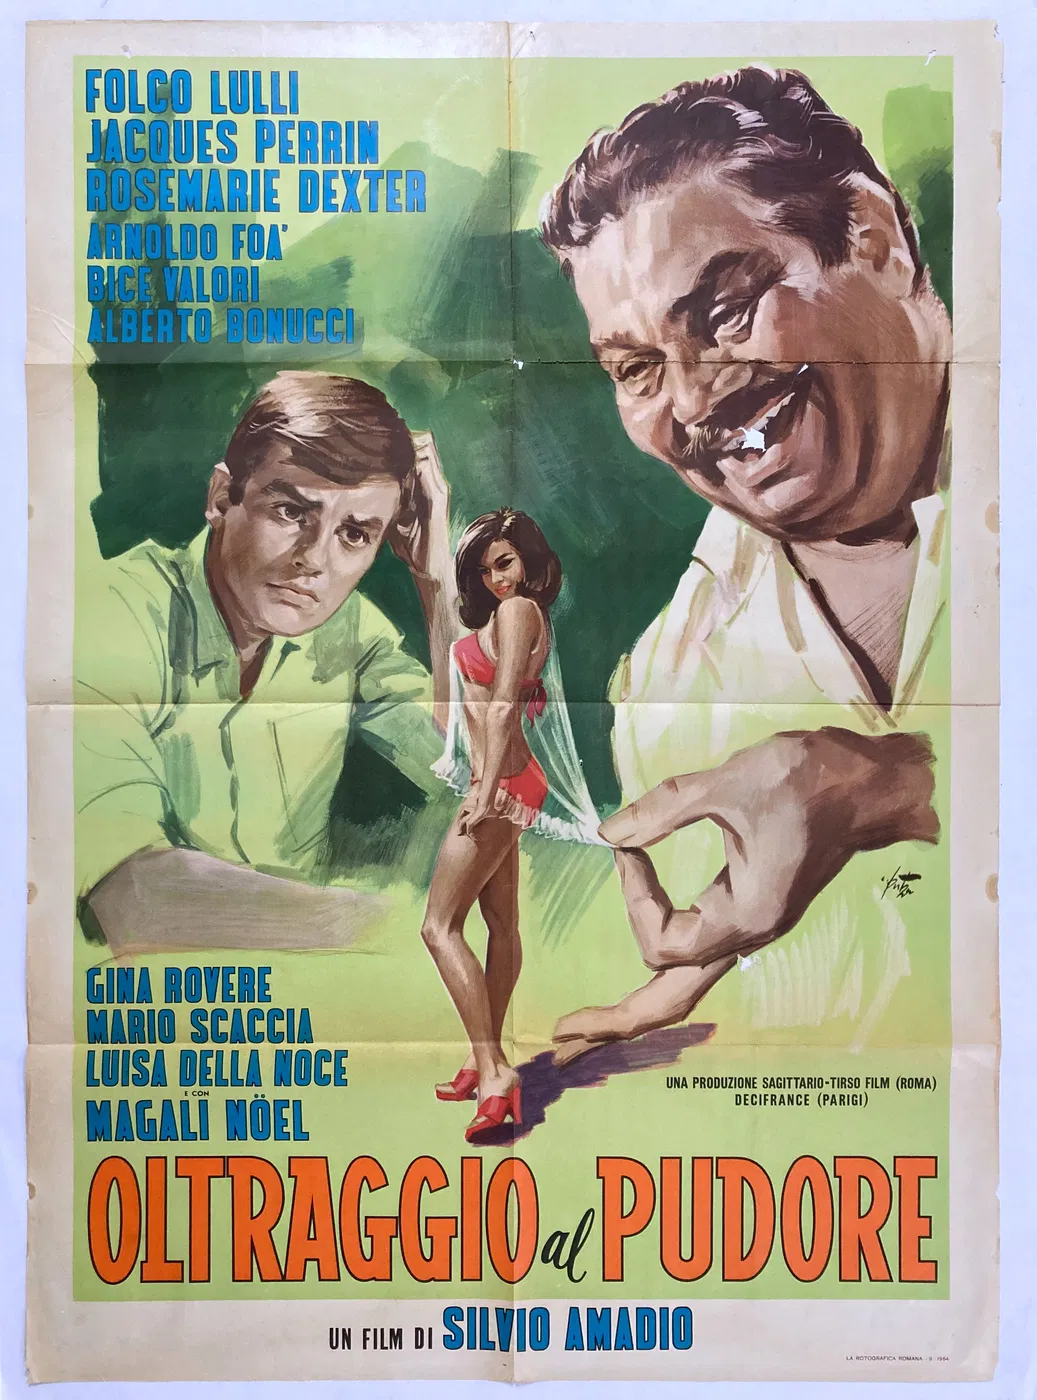 FOLCO LULLI
JACQUES PERRIN
ROSEMARIE DEXTER
ARNOLDO FOA'
BICE VALORI
ALBERTO BONUCCI
GINA ROVERE
MARIO SCACCIA
LUISA DELLA NOCE
E CON
MAGALI NÖEL
UNA PRODUZIONE SAGITTARIO-TIRSO FILM (ROMA)
DECIFRANCE (PARIGI)
OLTRAGGIO al PUDORE
UN FILM DI SILVIO AMADIO
LA ROTOGRAFICA ROMANA - 9 1964